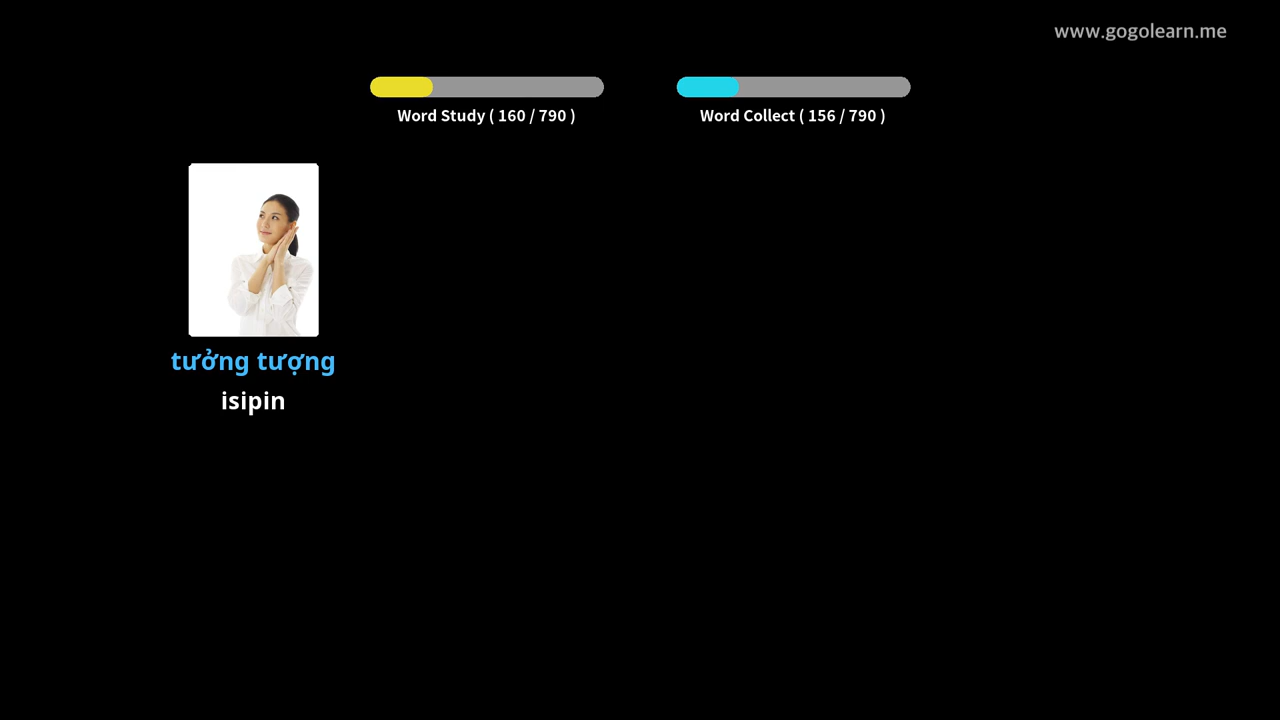 www.gogolearn.me
Word Study ( 160 / 790 )
Word Collect ( 156 / 790 )
tưởng tượng
isipin